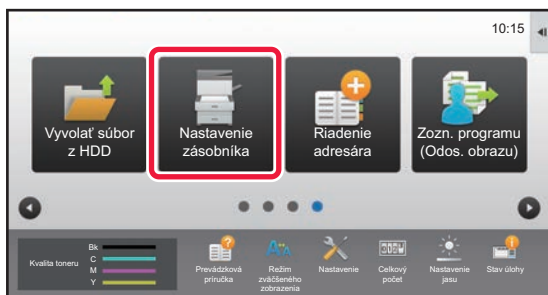 10:15
Vyvolať súbor
z HDD
Nastavenie
zásobníka
Riadenie
adresára
Zozn. programu
(Odos. obrazu)
Kvalita toneru
Bk
C
M
Y
Prevádzková
príručka
Režim
zväčšeného
zobrazenia
Nastavenie
Celkový
počet
Nastavenie
jasu
Stav úlohy